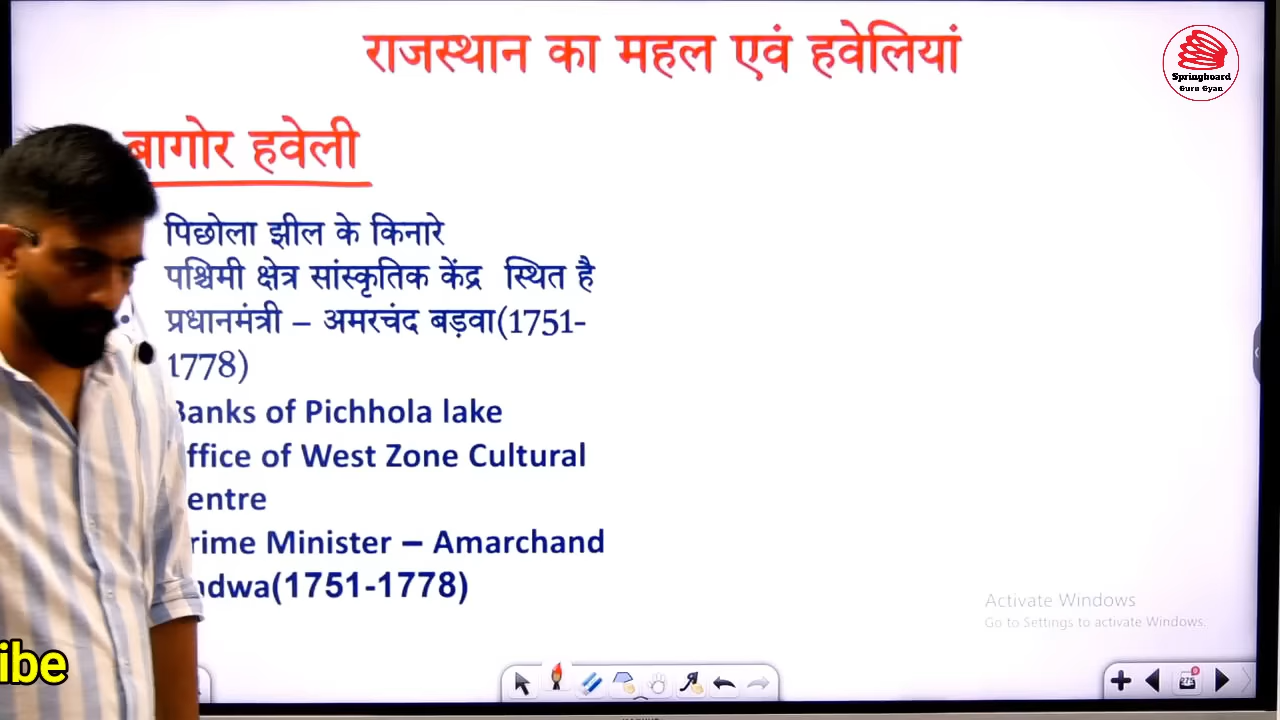 राजस्थान का महल एवं हवेलियां
Springboard
Guru Gyan
बागोर हवेली
पिछोला झील के किनारे
पश्चिमी क्षेत्र सांस्कृतिक केंद्र स्थित है
प्रधानमंत्री – अमरचंद बड़वा(1751-
1778)
Banks of Pichhola lake
ffice of West Zone Cultural
entre
rime Minister – Amarchand
adwa(1751-1778)
Activate Windows
Go to Settings to activate Windows.
ibe